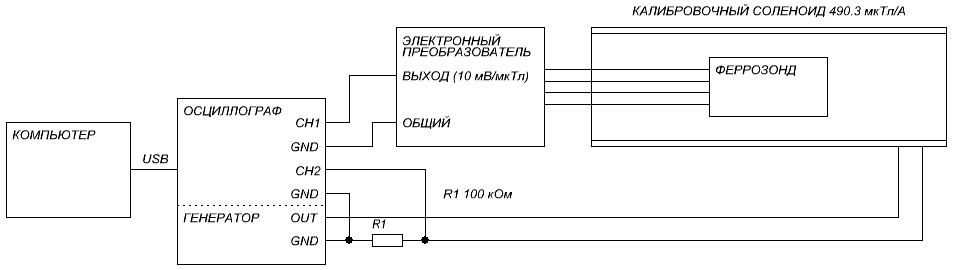 КАЛИБРОВОЧНЫЙ СОЛЕНОИД 490.3 мкТл/А
ЭЛЕКТРОННЫЙ
ПРЕОБРАЗОВАТЕЛЬ
ВЫХОД (10 мВ/мкТл)
ОБЩИЙ
ФЕРРОЗОНД
КОМПЬЮТЕР
USB
ОСЦИЛЛОГРАФ
CH1
GND
CH2
GND
ГЕНЕРАТОР
OUT
GND
R1 100 кОм
R1